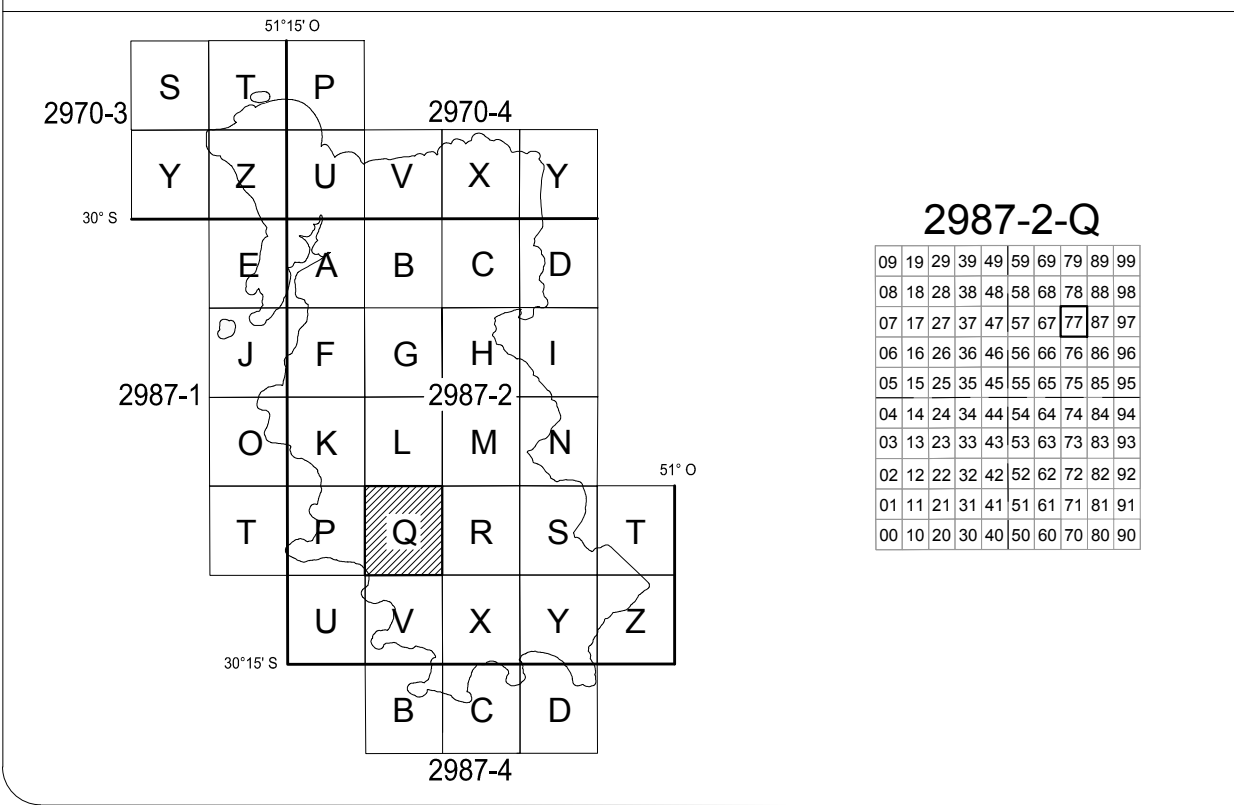 51°15' O
S T P
2970-3 2970-4
Y Z U V X Y
30° S
E A B C D
J F G H I
2987-1 2987-2
O K L M N
51° O
T P Q R S T
U V X Y Z
30°15' S
B C D
2987-4
2987-2-Q
09 19 29 39 49 59 69 79 89 99
08 18 28 38 48 58 68 78 88 98
07 17 27 37 47 57 67 77 87 97
06 16 26 36 46 56 66 76 86 96
05 15 25 35 45 55 65 75 85 95
04 14 24 34 44 54 64 74 84 94
03 13 23 33 43 53 63 73 83 93
02 12 22 32 42 52 62 72 82 92
01 11 21 31 41 51 61 71 81 91
00 10 20 30 40 50 60 70 80 90